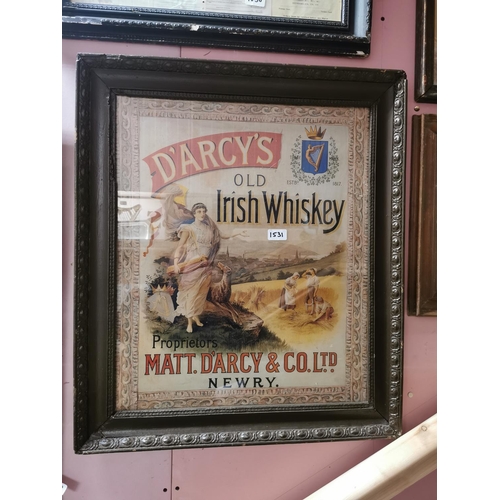 D'ARCY'S
OLD
Irish Whiskey
1531
Proprietors
MATT. D'ARCY & CO. LTD
NEWRY.